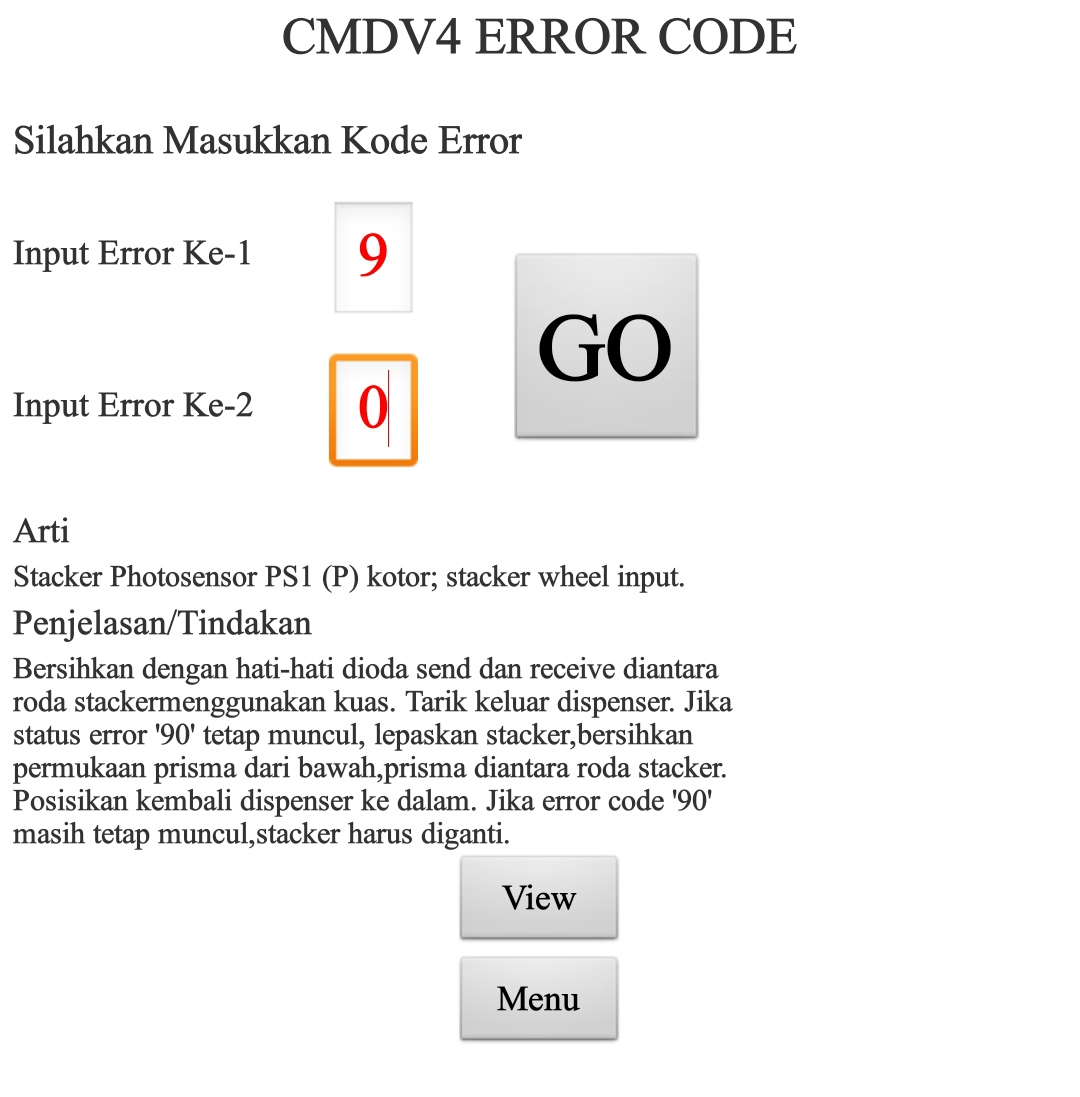 CMDV4 ERROR CODE
Silahkan Masukkan Kode Error
Input Error Ke-1
9
GO
Input Error Ke-2
0
Arti
Stacker Photosensor PS1 (P) kotor; stacker wheel input.
Penjelasan/Tindakan
Bersihkan dengan hati-hati dioda send dan receive diantara
roda stackermenggunakan kuas. Tarik keluar dispenser. Jika
status error '90' tetap muncul, lepaskan stacker,bersihkan
permukaan prisma dari bawah,prisma diantara roda stacker.
Posisikan kembali dispenser ke dalam. Jika error code '90'
masih tetap muncul,stacker harus diganti.
View
Menu